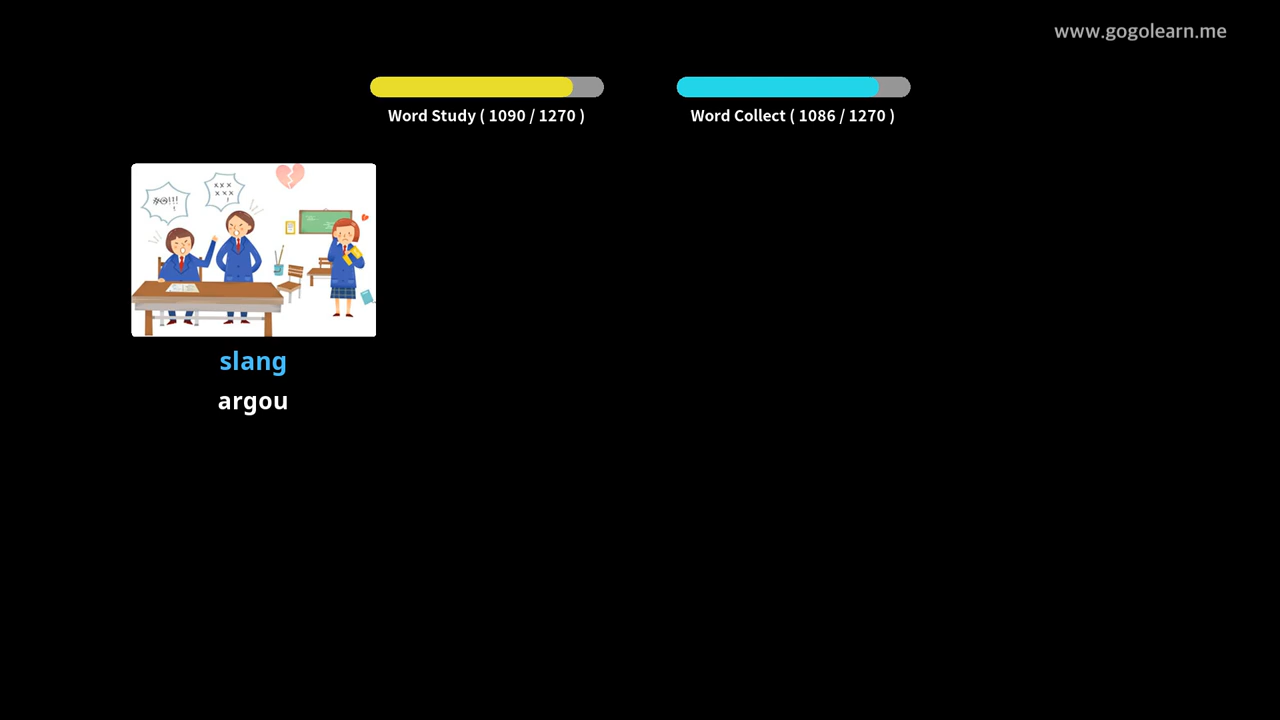 www.gogolearn.me
Word Study ( 1090 / 1270 )
Word Collect ( 1086 / 1270 )
#@!!!
x x x
x x x
!
slang
argou